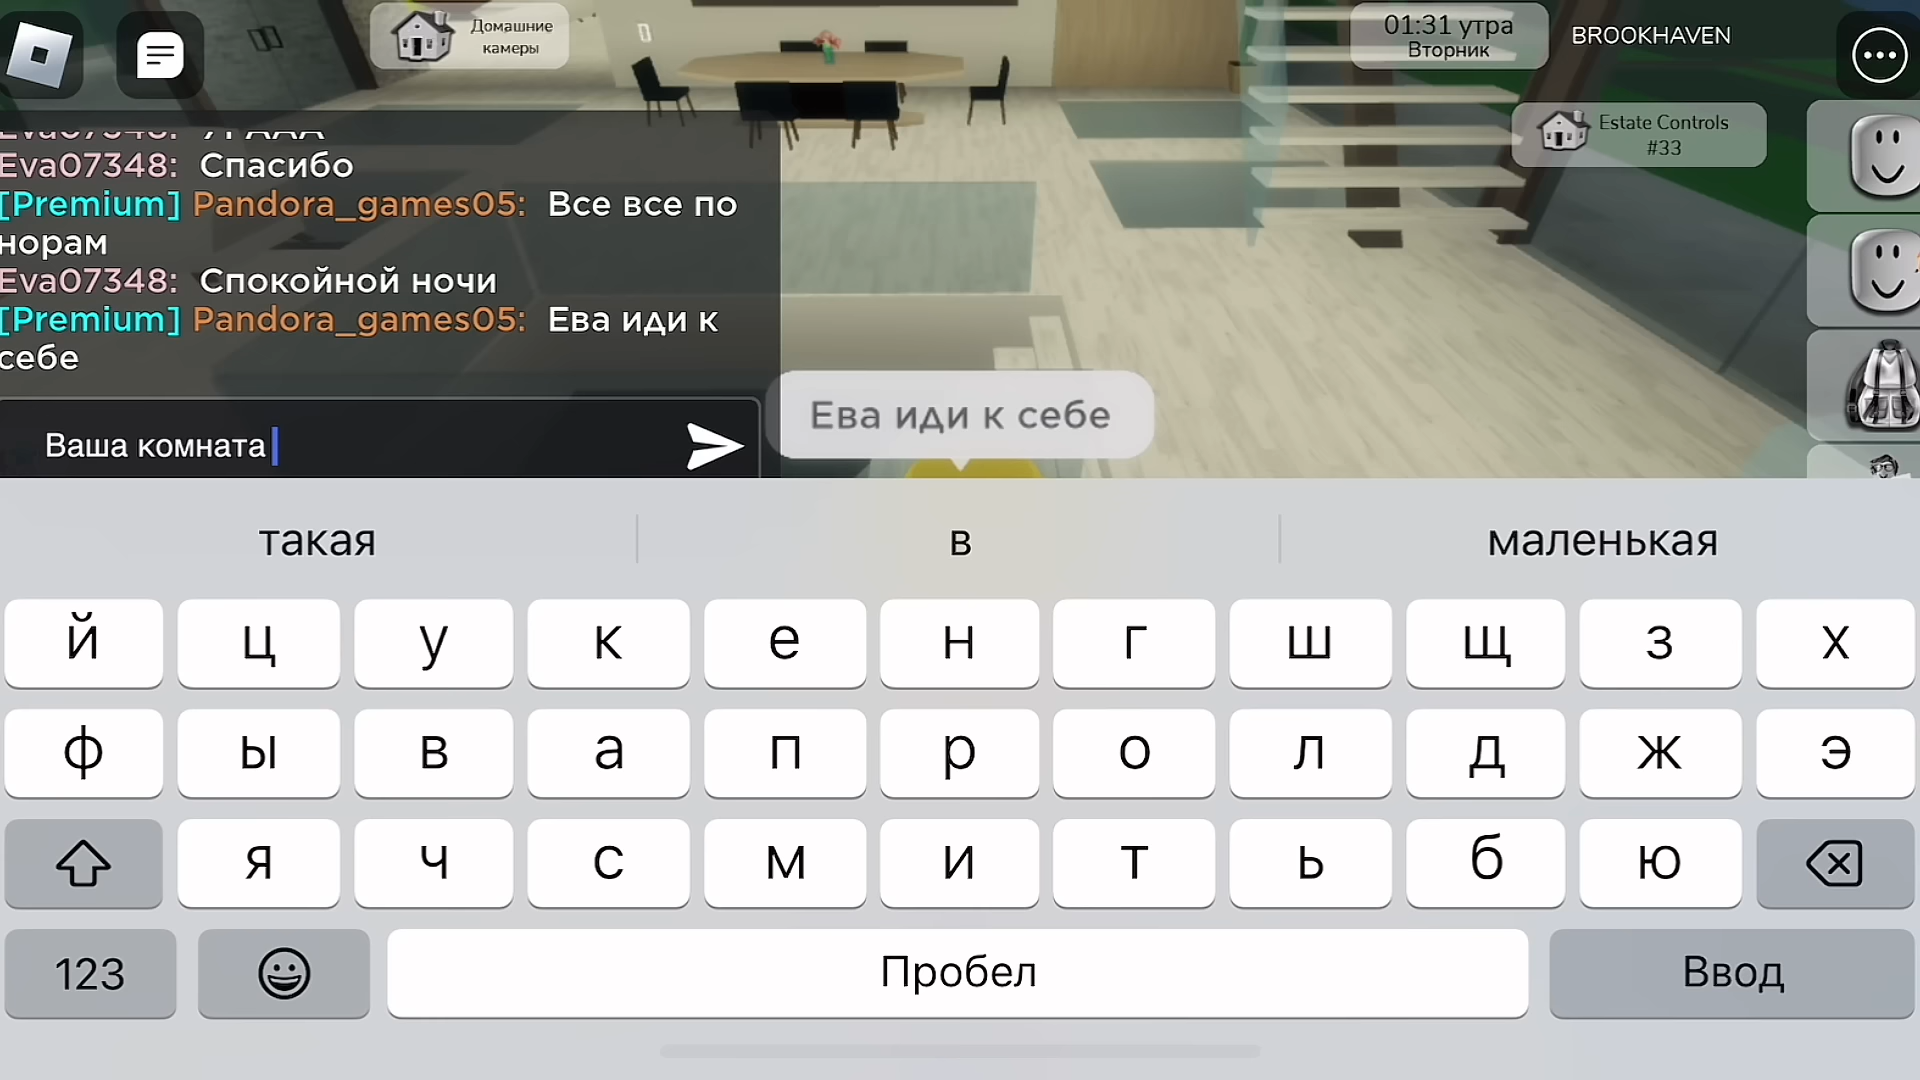 Домашние
камеры
01:31 утра
Вторник
BROOKHAVEN
Estate Controls
#33
Eva07348: Спасибо
[Premium] Pandora_games05: Все все по
норам
Eva07348: Спокойной ночи
[Premium] Pandora_games05: Ева иди к
себе
Ева иди к себе
Ваша комната
такая в маленькая
й ц у к е н г ш щ з х
ф ы в а п р о л д ж э
я ч с м и т ь б ю
123 Пробел Ввод